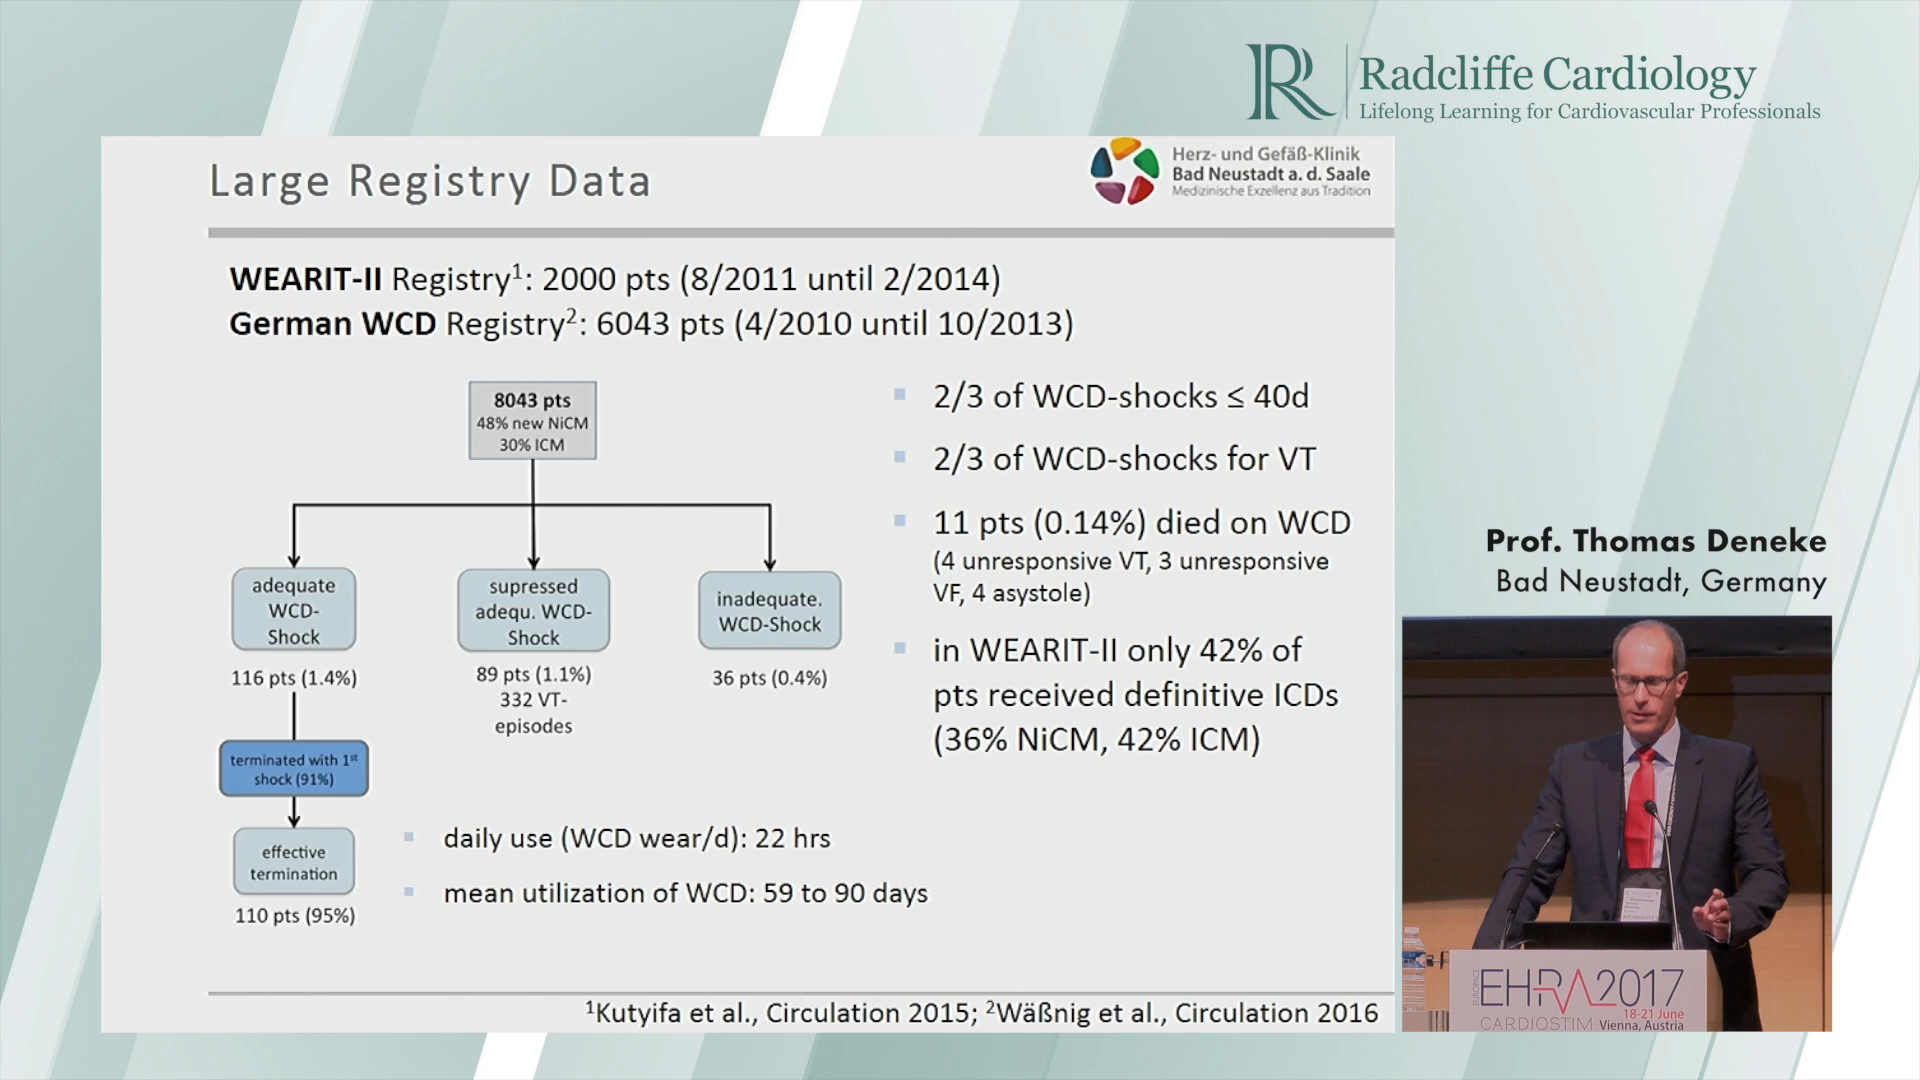 Radcliffe Cardiology
Lifelong Learning for Cardiovascular Professionals
Large Registry Data
Herz- und Gefäß-Klinik
Bad Neustadt a. d. Saale
Medizinische Exzellenz aus Tradition
WEARIT-II Registry¹: 2000 pts (8/2011 until 2/2014)
German WCD Registry²: 6043 pts (4/2010 until 10/2013)
8043 pts
48% new NiCM
30% ICM
adequate
WCD-
Shock
116 pts (1.4%)
supressed
adequ. WCD-
Shock
89 pts (1.1%)
332 VT-
episodes
inadequate.
WCD-Shock
36 pts (0.4%)
terminated with 1st
shock (91%)
effective
termination
110 pts (95%)
▪ 2/3 of WCD-shocks ≤ 40d
▪ 2/3 of WCD-shocks for VT
▪ 11 pts (0.14%) died on WCD
(4 unresponsive VT, 3 unresponsive
VF, 4 asystole)
▪ in WEARIT-II only 42% of
pts received definitive ICDs
(36% NiCM, 42% ICM)
▪ daily use (WCD wear/d): 22 hrs
▪ mean utilization of WCD: 59 to 90 days
¹Kutyifa et al., Circulation 2015; ²Wäßnig et al., Circulation 2016
Prof. Thomas Deneke
Bad Neustadt, Germany
EUROPACE
EHRA2017
18-21 June
CARDIOSTIM Vienna, Austria